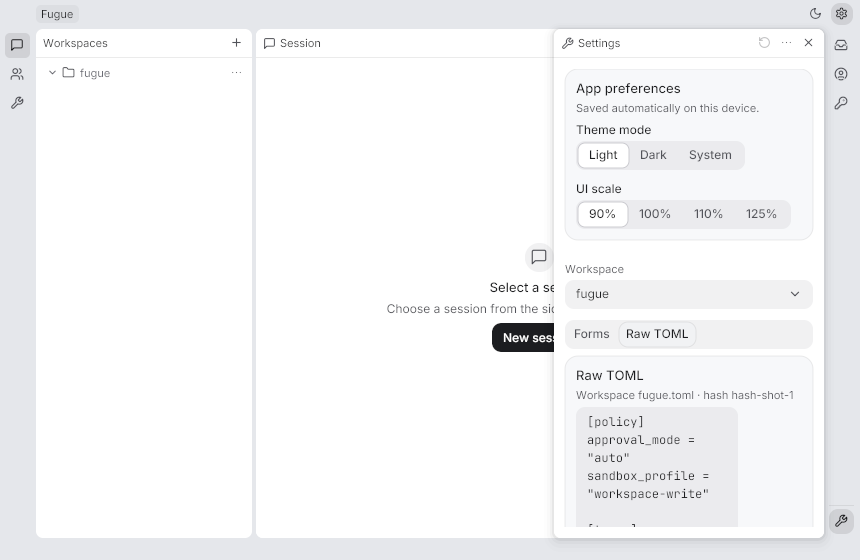 Fugue
Workspaces
fugue
Session
Select a se
Choose a session from the sid
New sess
Settings
App preferences
Saved automatically on this device.
Theme mode
Light Dark System
UI scale
90% 100% 110% 125%
Workspace
fugue
Forms Raw TOML
Raw TOML
Workspace fugue.toml · hash hash-shot-1
[policy]
approval_mode =
"auto"
sandbox_profile =
"workspace-write"